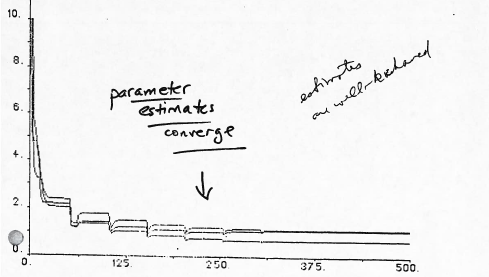 10.
8.
6.
4.
2.
0.
0.
125.
250.
375.
500.
parameter
estimates
converge
estimates
are well-behaved